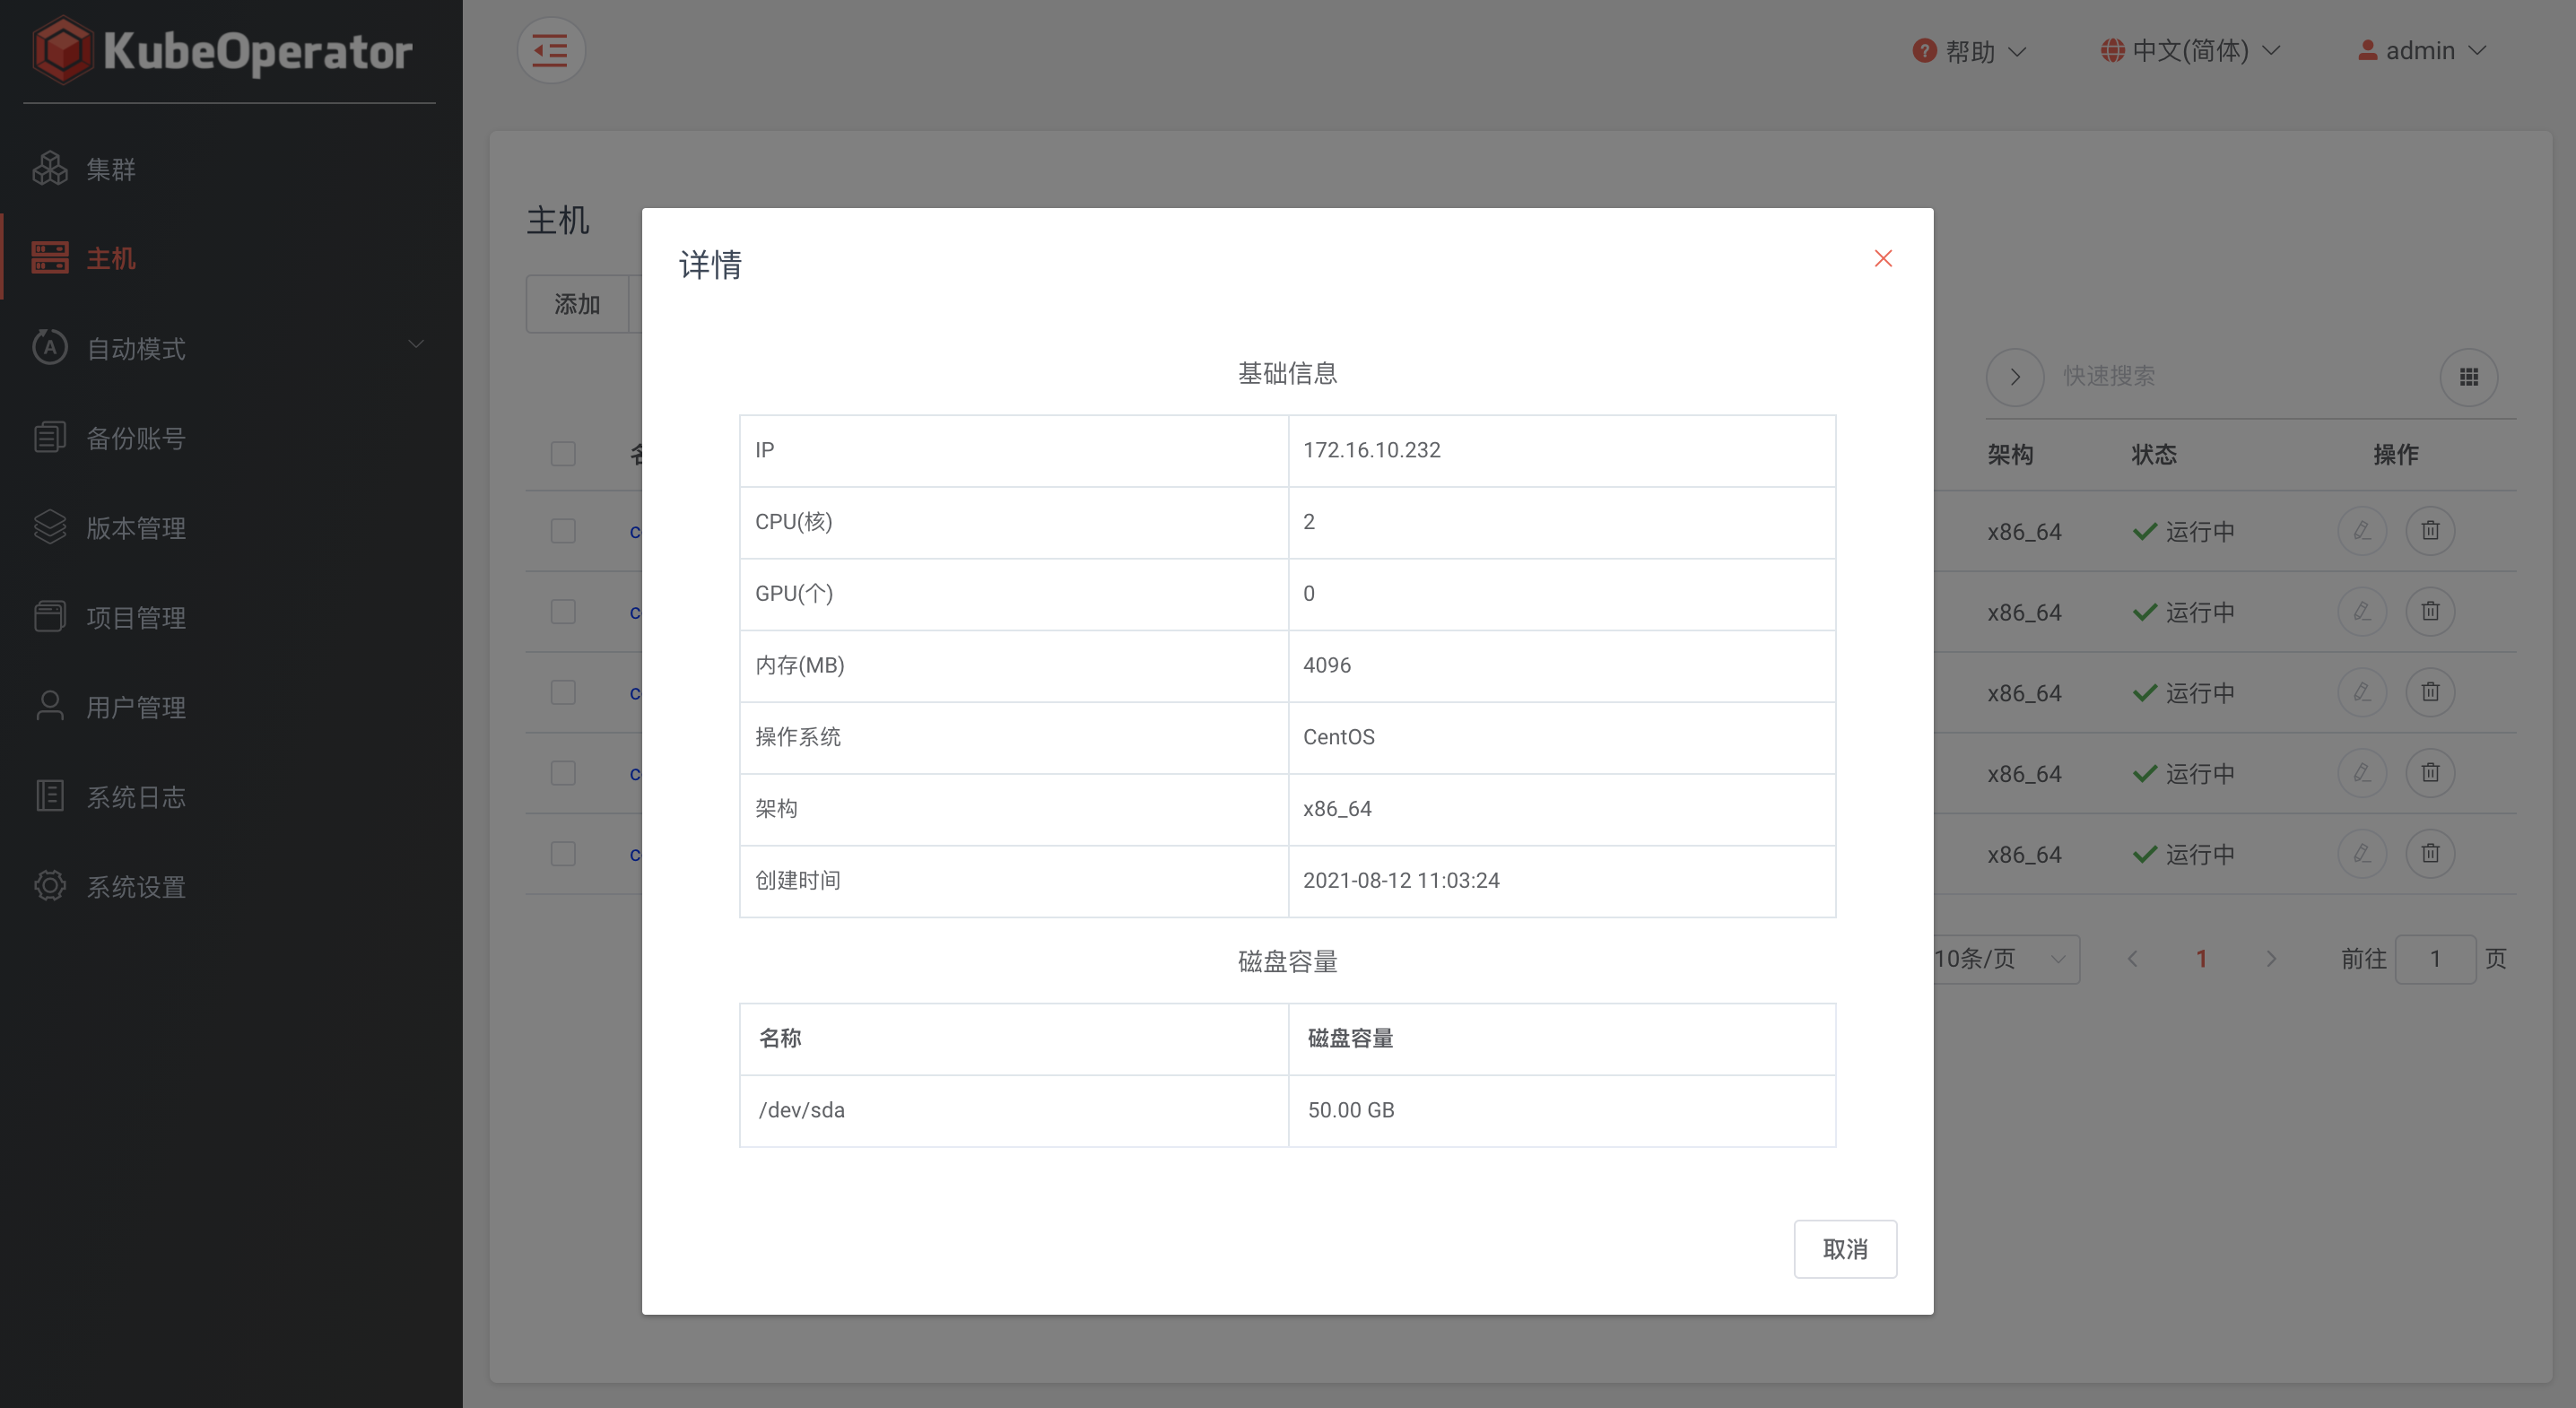 KubeOperator
帮助
中文(简体)
admin
集群
主机
自动模式
备份账号
版本管理
项目管理
用户管理
系统日志
系统设置
主机
添加
快速搜索
架构 状态 操作
x86_64 运行中
x86_64 运行中
x86_64 运行中
x86_64 运行中
x86_64 运行中
10条/页 1 前往 1 页
详情
基础信息
IP 172.16.10.232
CPU(核) 2
GPU(个) 0
内存(MB) 4096
操作系统 CentOS
架构 x86_64
创建时间 2021-08-12 11:03:24
磁盘容量
名称 磁盘容量
/dev/sda 50.00 GB
取消